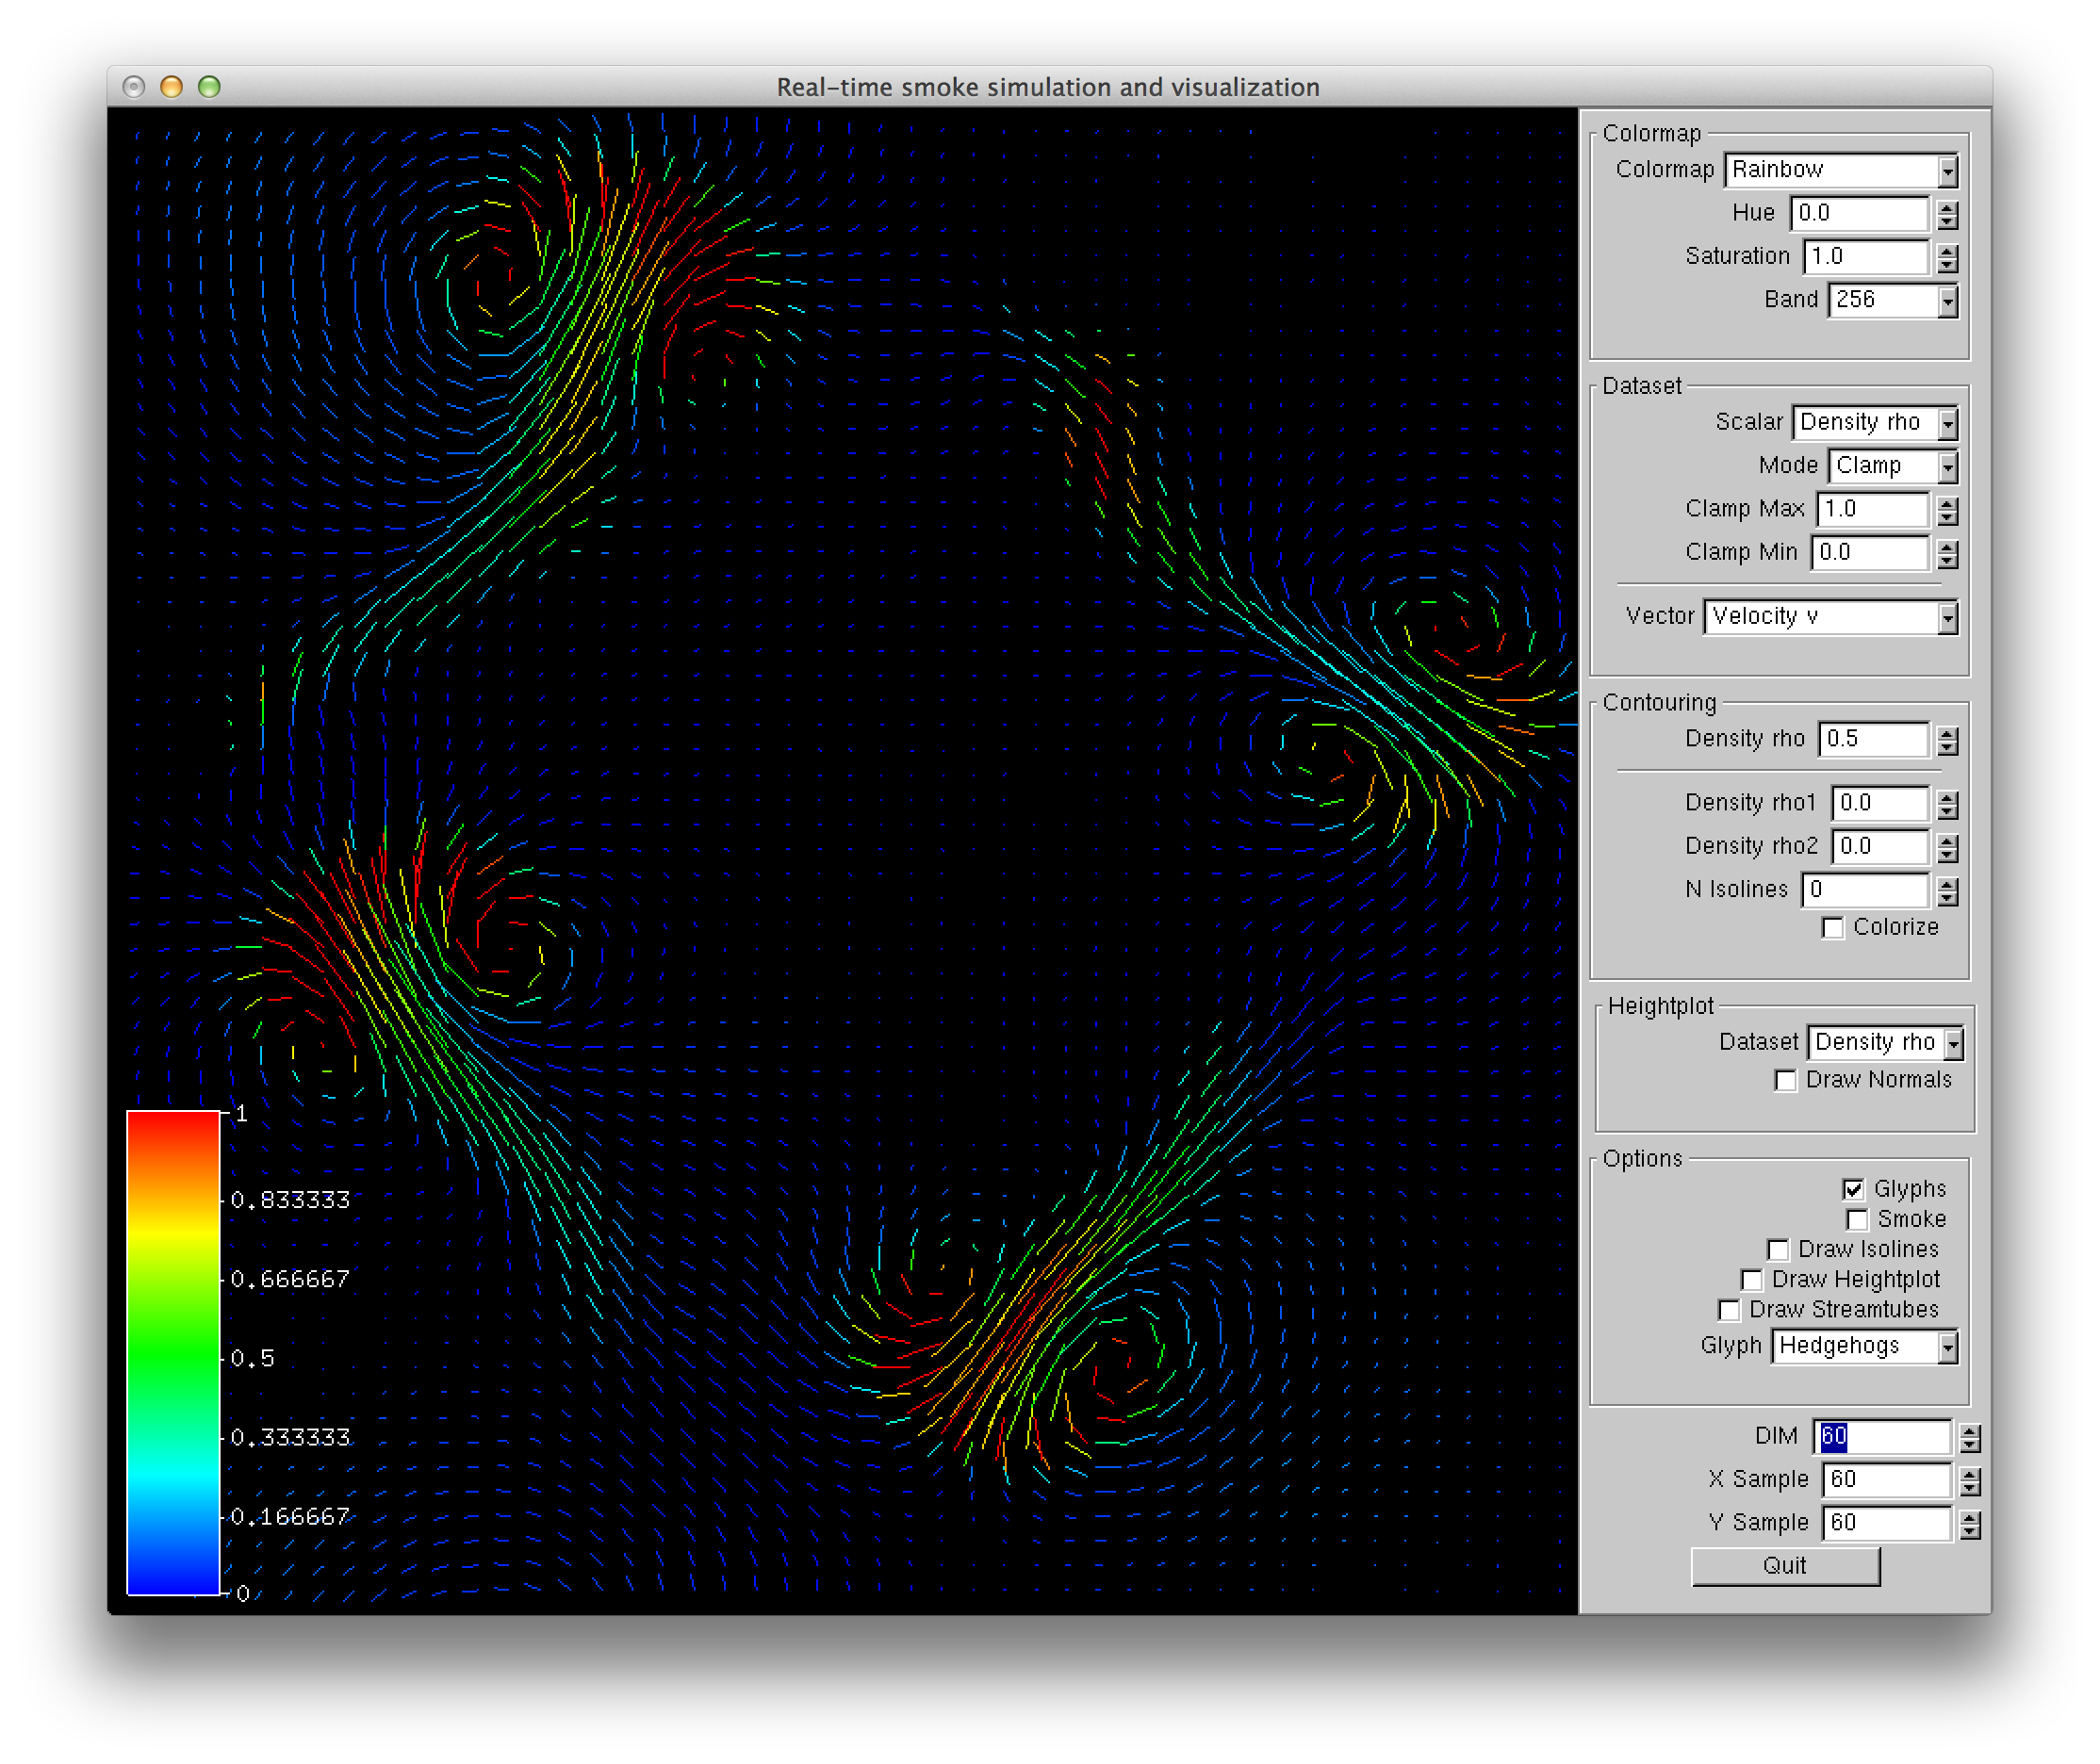 Real-time smoke simulation and visualization
Colormap
Colormap Rainbow
Hue 0.0
Saturation 1.0
Band 256
Dataset
Scalar Density rho
Mode Clamp
Clamp Max 1.0
Clamp Min 0.0
Vector Velocity v
Contouring
Density rho 0.5
Density rho1 0.0
Density rho2 0.0
N Isolines 0
Colorize
Heightplot
Dataset Density rho
Draw Normals
Options
Glyphs
Smoke
Draw Isolines
Draw Heightplot
Draw Streamtubes
Glyph Hedgehogs
DIM 60
X Sample 60
Y Sample 60
Quit
1
0.833333
0.666667
0.5
0.333333
0.166667
0